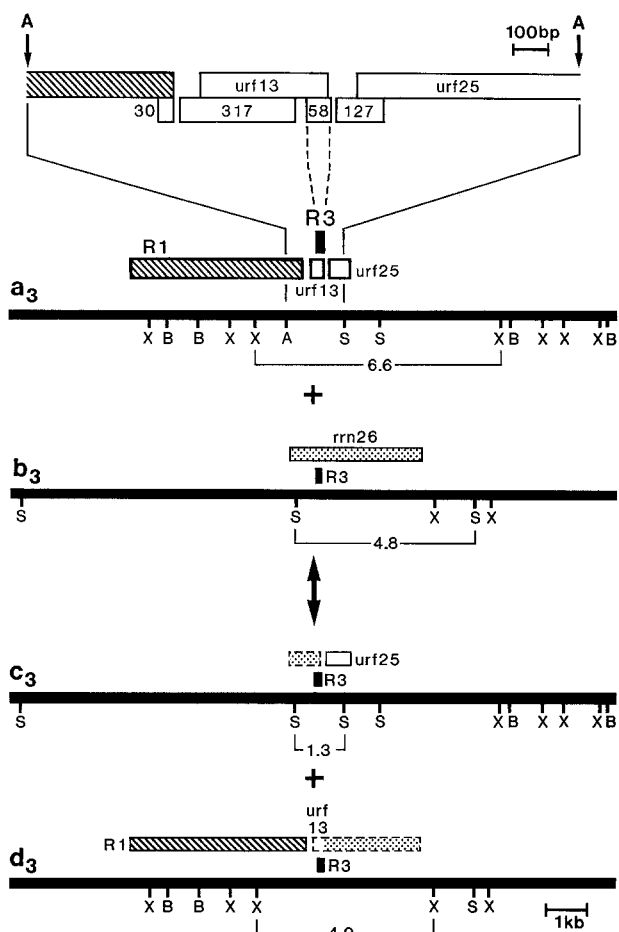 A A
100bp
urf13 urf25
30 317 58 127
R3
R1
urf25
urf13
a3
X B B X X A S S X B X X X B
6.6
+
rrn26
b3
R3
S S X S X
4.8
c3
urf25
R3
S S S S X B X X X B
1.3
+
urf
13
R1
d3
R3
X B B X X X S X
1kb